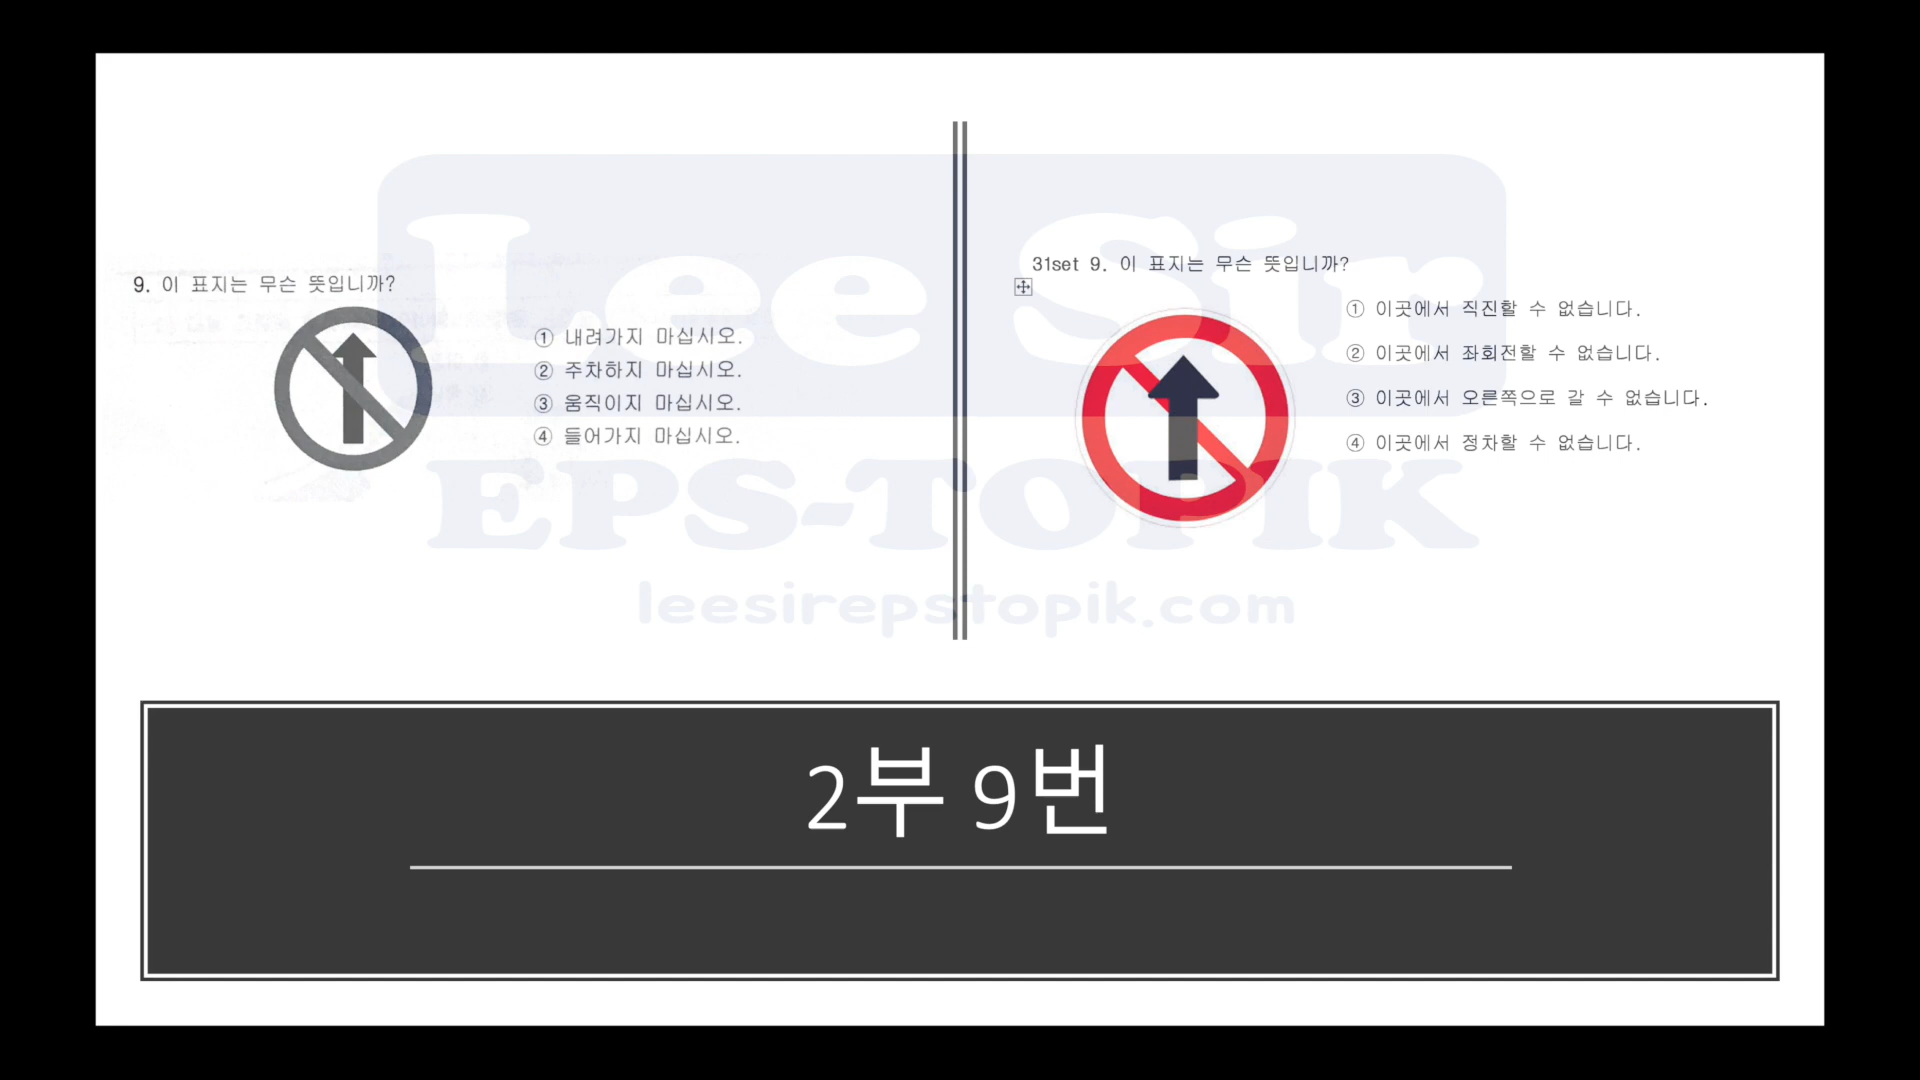 9. 이 표지는 무슨 뜻입니까?
① 내려가지 마십시오.
② 주차하지 마십시오.
③ 움직이지 마십시오.
④ 들어가지 마십시오.
31set 9. 이 표지는 무슨 뜻입니까?
① 이곳에서 직진할 수 없습니다.
② 이곳에서 좌회전할 수 없습니다.
③ 이곳에서 오른쪽으로 갈 수 없습니다.
④ 이곳에서 정차할 수 없습니다.
Lee Sir
EPS-TOPIK
leesirepstopik.com
2부 9번